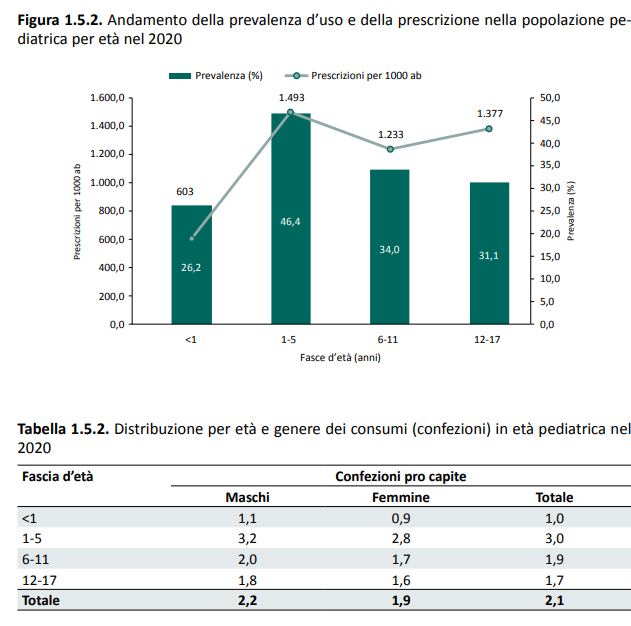 Figura 1.5.2. Andamento della prevalenza d’uso e della prescrizione nella popolazione pe-
diatrica per età nel 2020
Prevalenza (%) Prescrizioni per 1000 ab
Prescrizioni per 1000 ab
1.600,0
1.400,0
1.200,0
1.000,0
800,0
600,0
400,0
200,0
0,0
603
1.493
1.233
1.377
26,2
46,4
34,0
31,1
50,0
45,0
40,0
35,0
30,0
25,0
20,0
15,0
10,0
5,0
0,0
Prevalenza (%)
<1 1-5 6-11 12-17
Fasce d’età (anni)
Tabella 1.5.2. Distribuzione per età e genere dei consumi (confezioni) in età pediatrica nel
2020
Fascia d’età Confezioni pro capite
Maschi Femmine Totale
<1 1,1 0,9 1,0
1-5 3,2 2,8 3,0
6-11 2,0 1,7 1,9
12-17 1,8 1,6 1,7
Totale 2,2 1,9 2,1